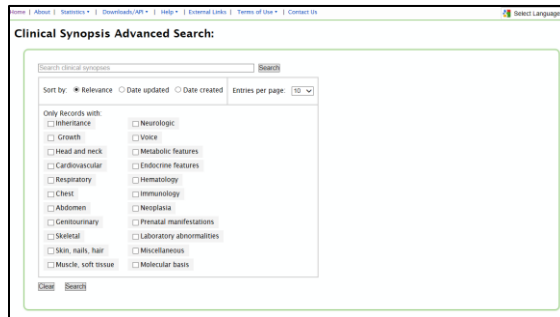 Home | About | Statistics | Downloads/API | Help | External Links | Terms of Use | Contact Us
Select Language
Clinical Synopsis Advanced Search:
Search clinical synopses Search
Sort by: Relevance Date updated Date created Entries per page: 10
Only Records with:
Inheritance Neurologic
Growth Voice
Head and neck Metabolic features
Cardiovascular Endocrine features
Respiratory Hematology
Chest Immunology
Abdomen Neoplasia
Genitourinary Prenatal manifestations
Skeletal Laboratory abnormalities
Skin, nails, hair Miscellaneous
Muscle, soft tissue Molecular basis
Clear Search